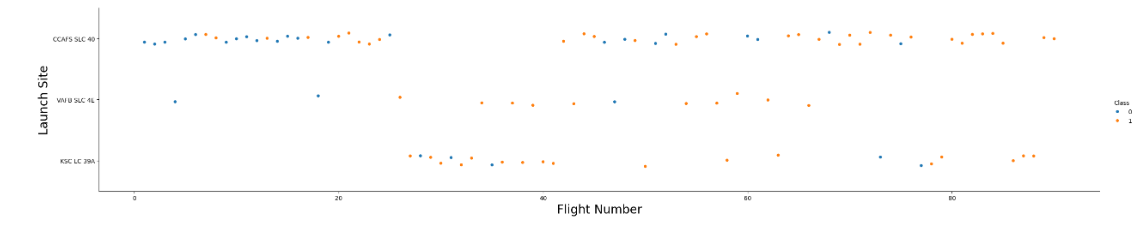 Launch Site
CCAFS SLC 40
VAFB SLC 4E
KSC LC 39A
0
20
40
60
80
Flight Number
Class
0
1